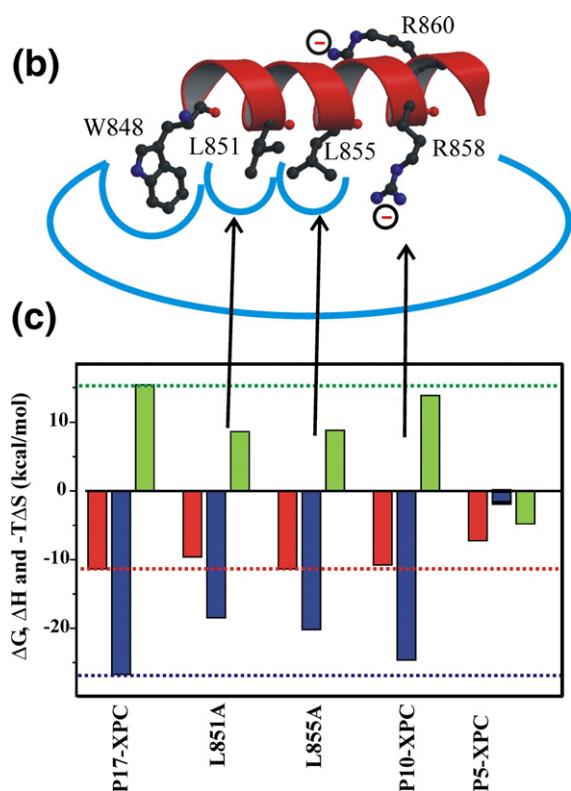 (b)
R860
W848
L851
L855
R858
(c)
ΔG, ΔH and -TΔS (kcal/mol)
10
0
-10
-20
P17-XPC
L851A
L855A
P10-XPC
P5-XPC